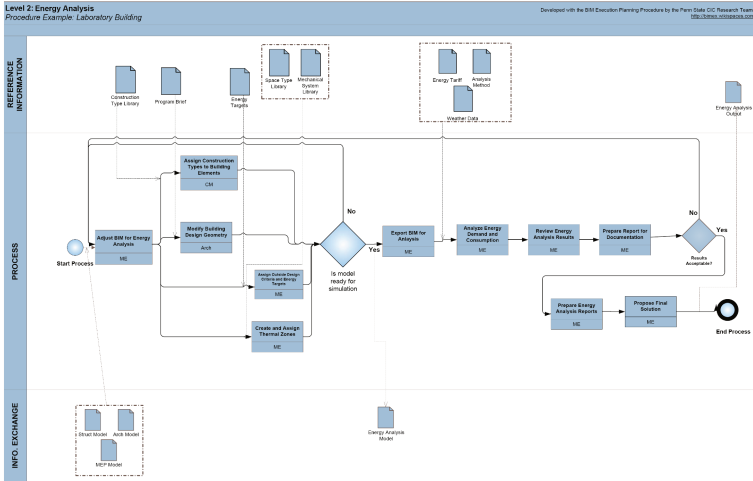 Level 2: Energy Analysis
Procedure Example: Laboratory Building
Developed with the BIM Execution Planning Procedure by the Penn State CIC Research Team
http://bimex.wikispaces.com
REFERENCE
INFORMATION
Construction
Type Library
Program Brief
Energy
Targets
Space Type
Library
Mechanical
System
Library
Energy Tariff
Analysis
Method
Weather Data
Energy Analysis
Output
PROCESS
Start Process
Adjust BIM for Energy
Analysis
ME
Assign Construction
Types to Building
Elements
CM
Modify Building
Design Geometry
Arch
Assign Outside Design
Criteria and Energy
Targets
ME
Create and Assign
Thermal Zones
ME
No
Yes
Is model
ready for
simulation
Export BIM for
Anlaysis
ME
Analyze Energy
Demand and
Consumption
ME
Review Energy
Analysis Results
ME
Prepare Report for
Documentation
ME
No
Yes
Results
Acceptable?
Prepare Energy
Analysis Reports
ME
Propose Final
Solution
ME
End Process
INFO. EXCHANGE
Struct Model
Arch Model
MEP Model
Energy Analysis
Model